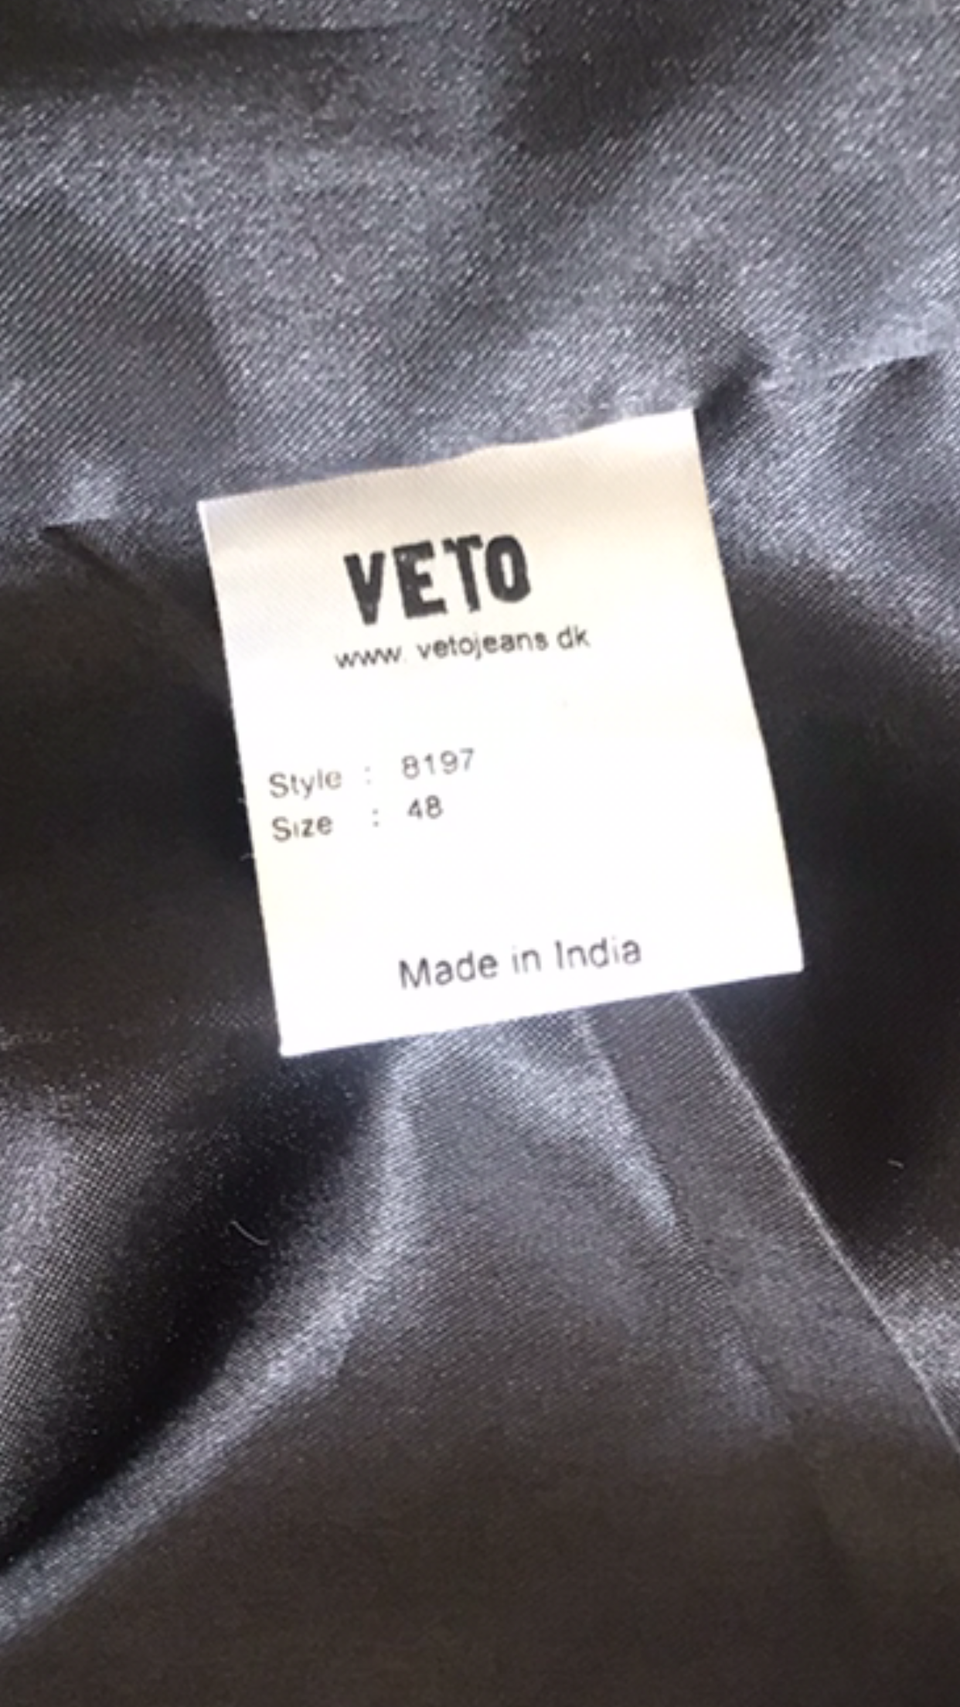 VETO
www. vetojeans dk
Style : 8197
Size : 48
Made in India